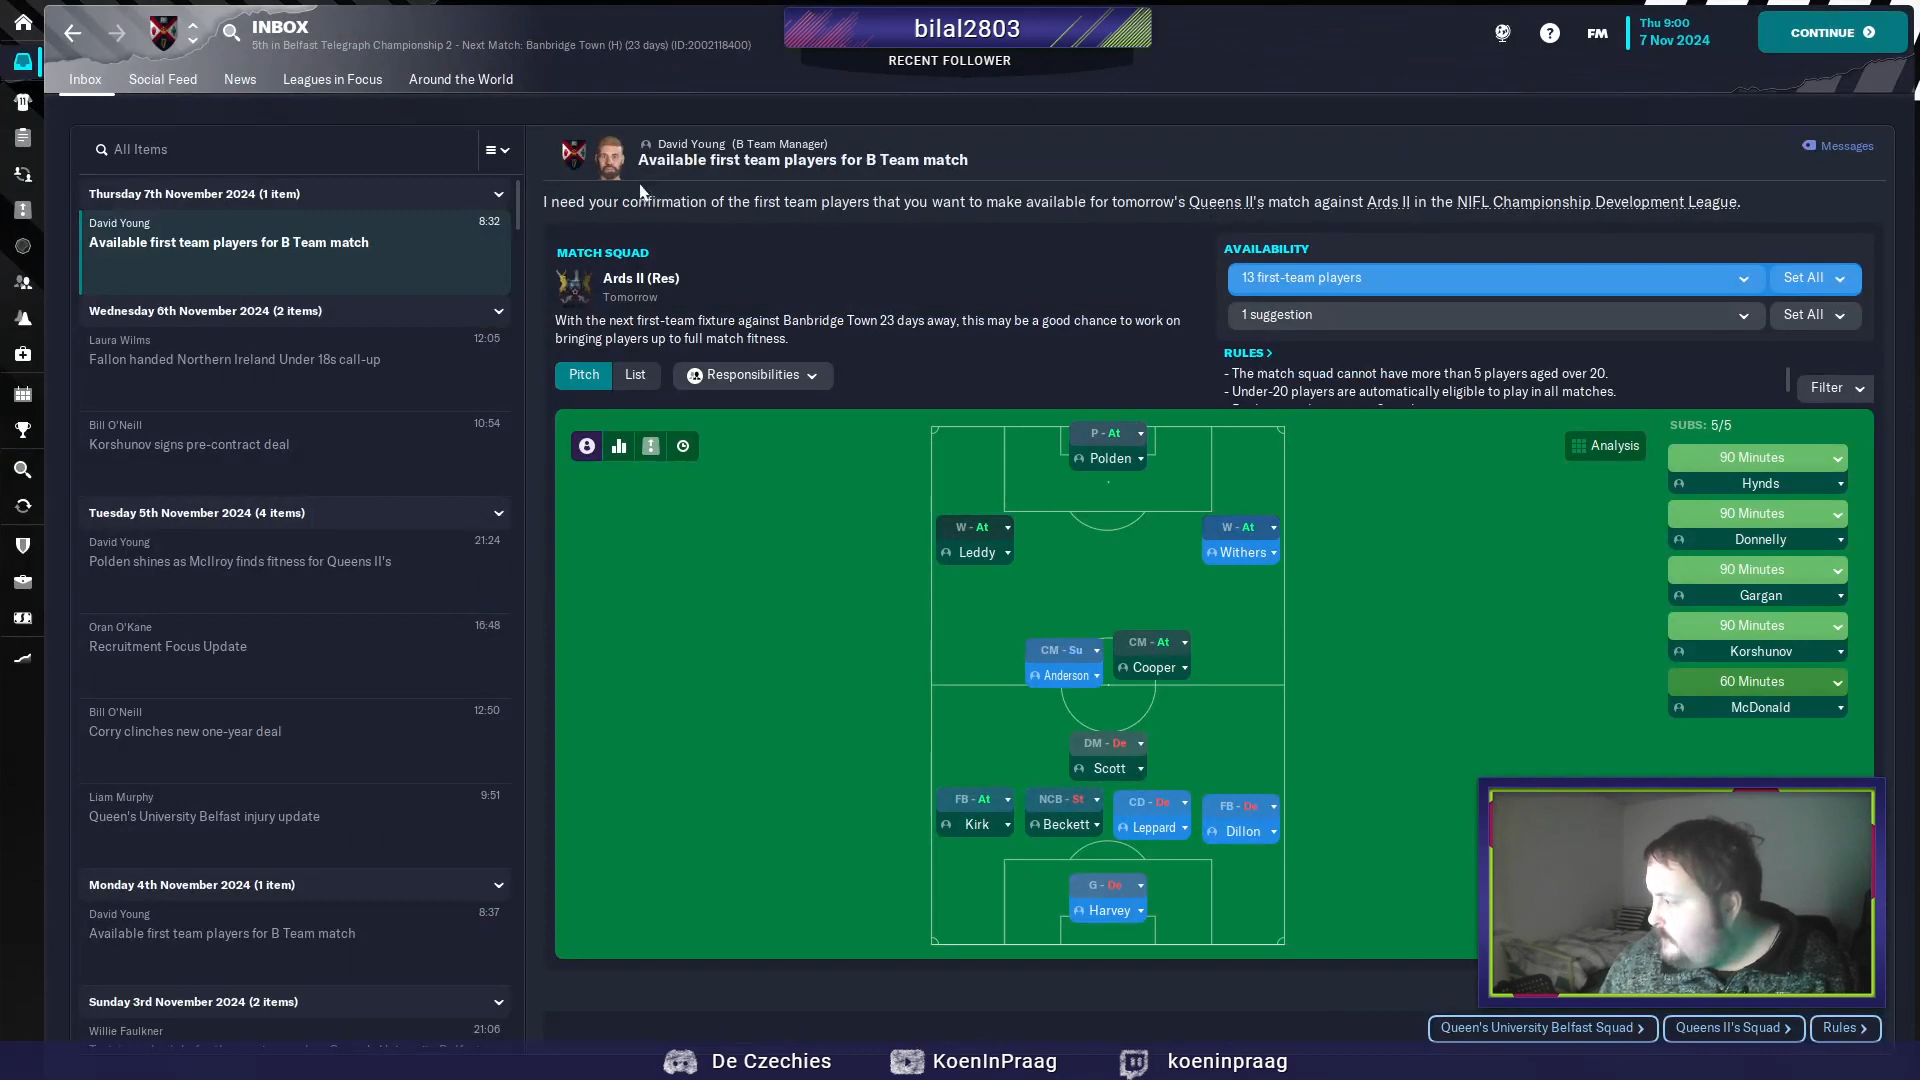 INBOX
5th in Belfast Telegraph Championship 2 - Next Match: Banbridge Town (H) (23 days) (ID:2002118400)
bilal2803
RECENT FOLLOWER
FM
Thu 9:00
7 Nov 2024
CONTINUE
Inbox
Social Feed
News
Leagues in Focus
Around the World
All Items
Thursday 7th November 2024 (1 item)
David Young
8:32
Available first team players for B Team match
Wednesday 6th November 2024 (2 items)
Laura Wilms
12:05
Fallon handed Northern Ireland Under 18s call-up
Bill O'Neill
10:54
Korshunov signs pre-contract deal
Tuesday 5th November 2024 (4 items)
David Young
21:24
Polden shines as McIlroy finds fitness for Queens II's
Oran O'Kane
16:48
Recruitment Focus Update
Bill O'Neill
12:50
Corry clinches new one-year deal
Liam Murphy
9:51
Queen's University Belfast injury update
Monday 4th November 2024 (1 item)
David Young
8:37
Available first team players for B Team match
Sunday 3rd November 2024 (2 items)
Willie Faulkner
21:06
David Young (B Team Manager)
Available first team players for B Team match
Messages
I need your confirmation of the first team players that you want to make available for tomorrow's Queens II's match against Ards II in the NIFL Championship Development League.
MATCH SQUAD
Ards II (Res)
Tomorrow
With the next first-team fixture against Banbridge Town 23 days away, this may be a good chance to work on
bringing players up to full match fitness.
Pitch
List
Responsibilities
AVAILABILITY
13 first-team players
Set All
1 suggestion
Set All
RULES >
- The match squad cannot have more than 5 players aged over 20.
- Under-20 players are automatically eligible to play in all matches.
Filter
Analysis
P - At
Polden
W - At
Leddy
W - At
Withers
CM - Su
Anderson
CM - At
Cooper
DM - De
Scott
FB - At
Kirk
NCB - St
Beckett
CD - De
Leppard
FB - De
Dillon
G - De
Harvey
SUBS: 5/5
90 Minutes
Hynds
90 Minutes
Donnelly
90 Minutes
Gargan
90 Minutes
Korshunov
60 Minutes
McDonald
Queen's University Belfast Squad >
Queens II's Squad >
Rules >
De Czechies
KoenInPraag
koeninpraag